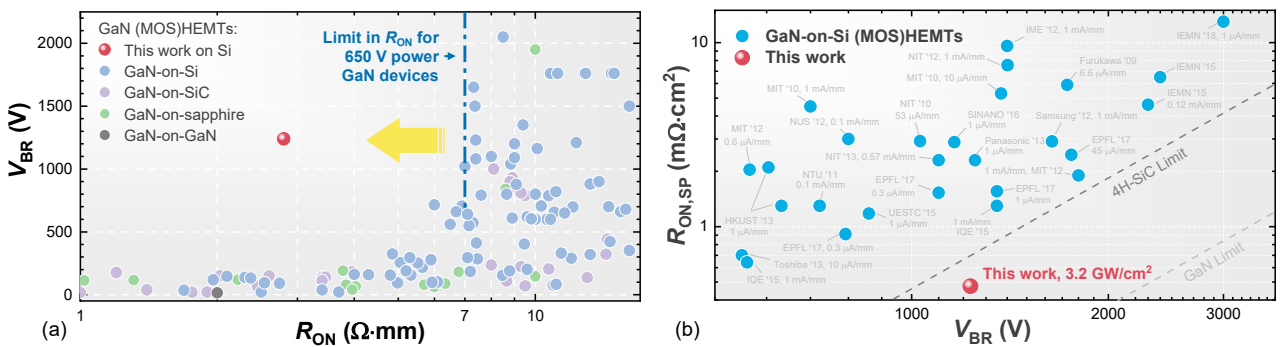 GaN (MOS)HEMTs:
This work on Si
GaN-on-Si
GaN-on-SiC
GaN-on-sapphire
GaN-on-GaN
Limit in R_ON for
650 V power
GaN devices
2000
1500
1000
500
0
V_BR (V)
1
7
10
R_ON (Ω·mm)
(a)
GaN-on-Si (MOS)HEMTs
This work
IME '12, 1 mA/mm
IEMN '18, 1 μA/mm
NIT '12, 1 mA/mm
Furukawa '09
6.6 μA/mm
IEMN '15
MIT '10, 10 μA/mm
MIT '10, 1 mA/mm
IEMN '15
0.12 mA/mm
NIT '10
53 μA/mm
SINANO '16
1 μA/mm
Samsung '12, 1 mA/mm
NUS '12, 0.1 mA/mm
MIT '12
0.6 μA/mm
Panasonic '13
1 μA/mm
EPFL '17
45 μA/mm
NIT '13, 0.57 mA/mm
1 mA/mm, MIT '12
NTU '11
0.1 mA/mm
EPFL '17
0.3 μA/mm
EPFL '17
1 μA/mm
HKUST '13
1 μA/mm
UESTC '15
1 μA/mm
1 mA/mm
IQE '15
EPFL '17, 0.3 μA/mm
Toshiba '13, 10 μA/mm
IQE '15, 1 mA/mm
4H-SiC Limit
GaN Limit
This work, 3.2 GW/cm²
10
1
R_ON,SP (mΩ·cm²)
1000
2000
3000
V_BR (V)
(b)